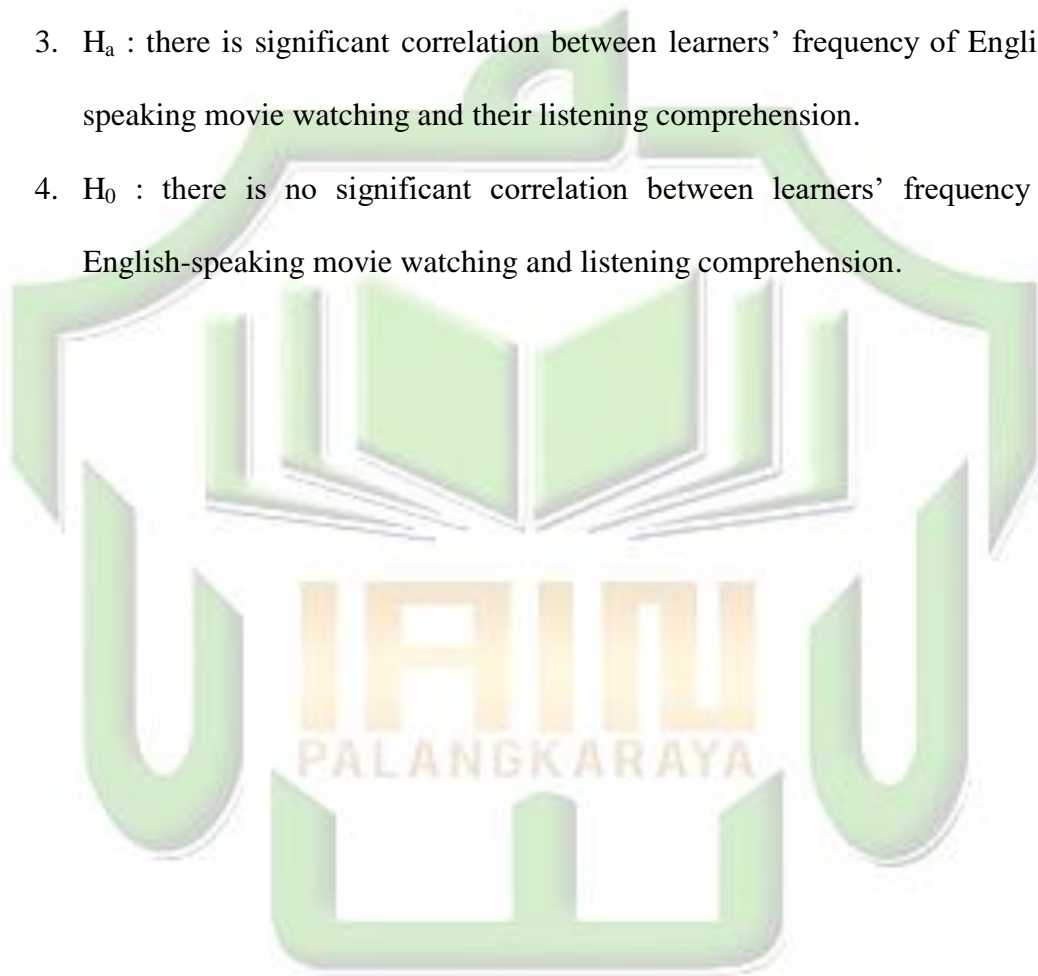 3. Hₐ : there is significant correlation between learners’ frequency of Engli
speaking movie watching and their listening comprehension.
4. H₀ : there is no significant correlation between learners’ frequency
English-speaking movie watching and listening comprehension.
IAIN
PALANGKARAYA